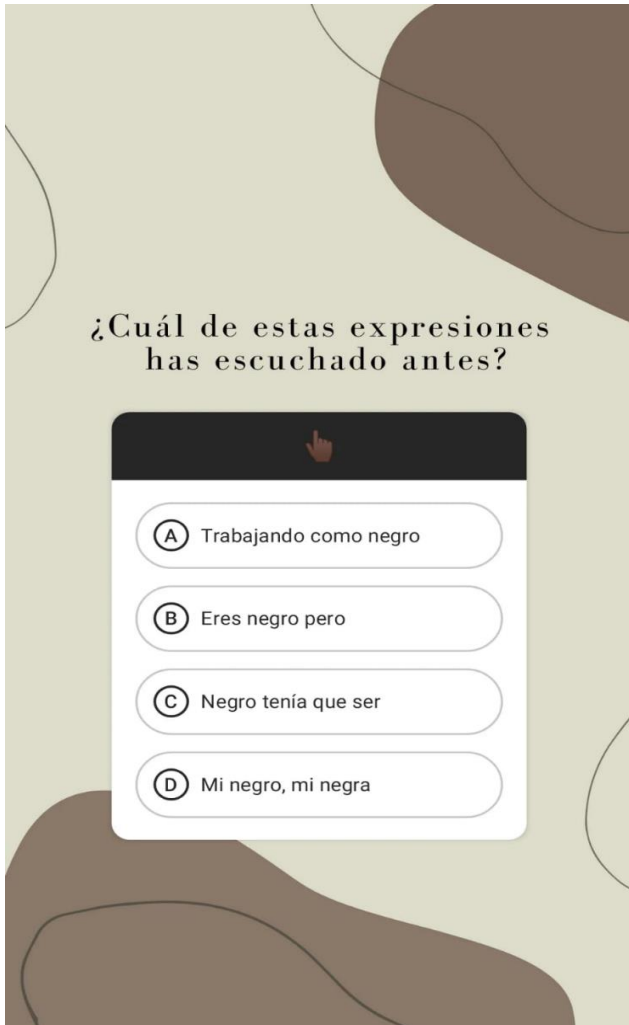 ¿Cuál de estas expresiones
has escuchado antes?
A Trabajando como negro
B Eres negro pero
C Negro tenía que ser
D Mi negro, mi negra